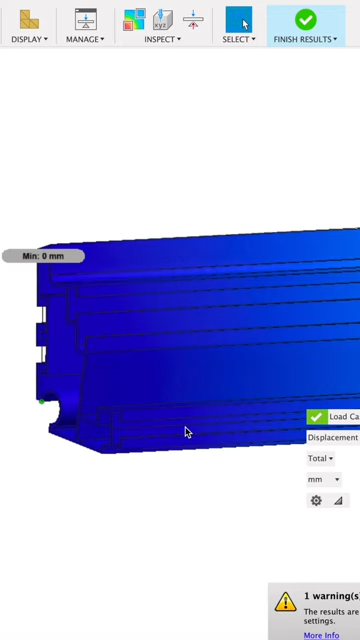 DISPLAY
MANAGE
xyz
INSPECT
SELECT
FINISH RESULTS
Min: 0 mm
Load Ca
Displacement
Total
mm
1 warning(s)
The results are
settings.
More Info